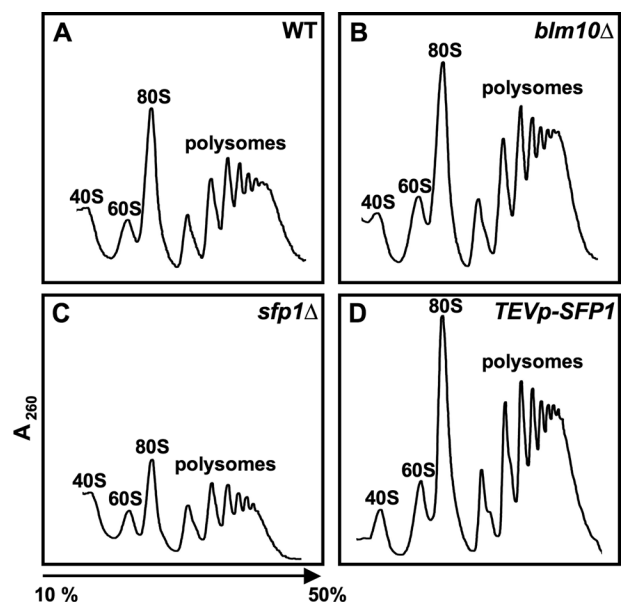 A WT
80S
polysomes
40S
60S
B blm10Δ
80S
polysomes
40S
60S
C sfp1Δ
80S
polysomes
40S
60S
D TEVp-SFP1
80S
polysomes
40S
60S
A260
10 % 50%